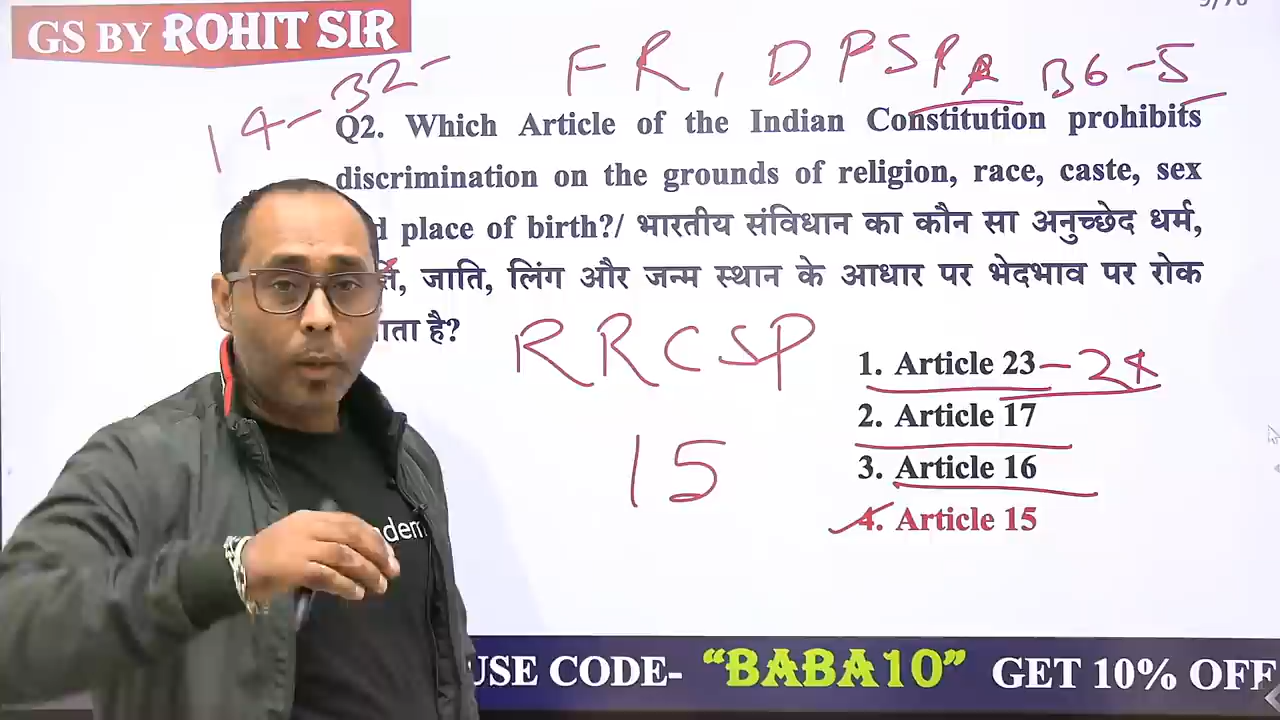 GS BY ROHIT SIR
FR, DPSP
B6-5
14-32-
Q2. Which Article of the Indian Constitution prohibits
discrimination on the grounds of religion, race, caste, sex
place of birth?/ भारतीय संविधान का कौन सा अनुच्छेद धर्म,
जाति, लिंग और जन्म स्थान के आधार पर भेदभाव पर रोक
है?
RRCSP
15
1. Article 23-24
2. Article 17
3. Article 16
4. Article 15
USE CODE- “BABA10” GET 10% OFF